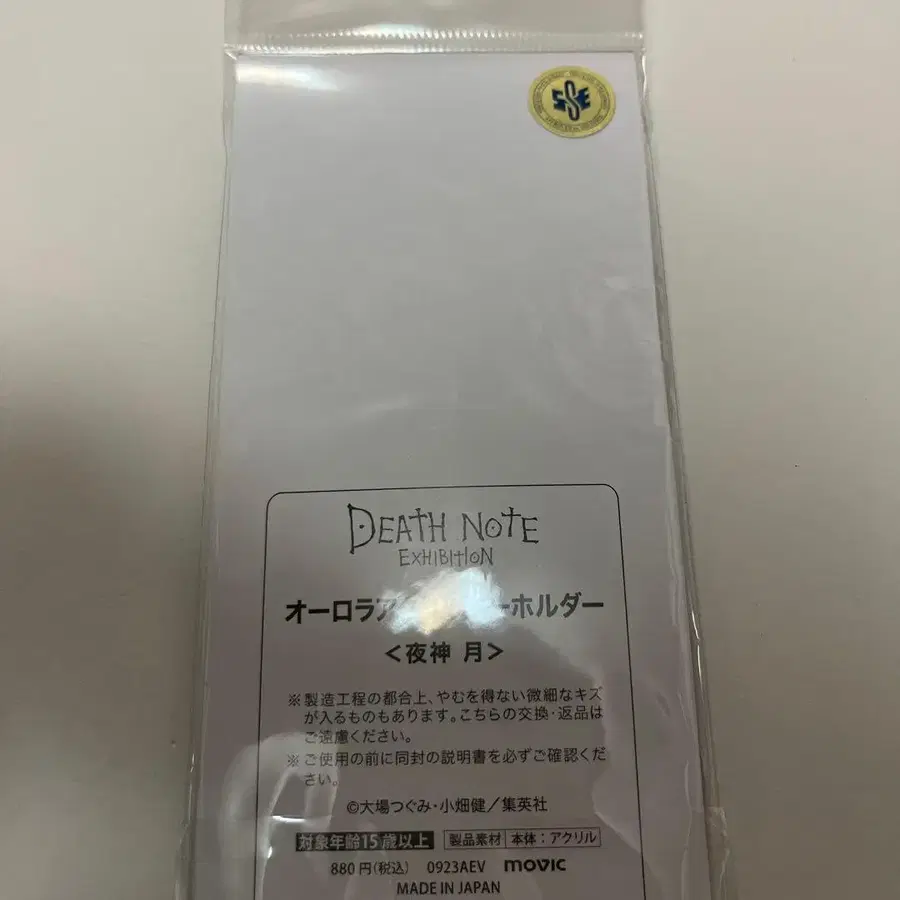 SSE
DEATH NOTE
EXHIBITION
オーロラア ーホルダー
<夜神 月>
※製造工程の都合上、やむを得ない微細なキズ
が入るものもあります。こちらの交換・返品は
ご遠慮ください。
※ご使用の前に同封の説明書を必ずご確認くだ
さい。
©大場つぐみ・小畑健／集英社
対象年齢15歳以上 製品素材 本体：アクリル
880円(税込) 0923AEV movic
MADE IN JAPAN